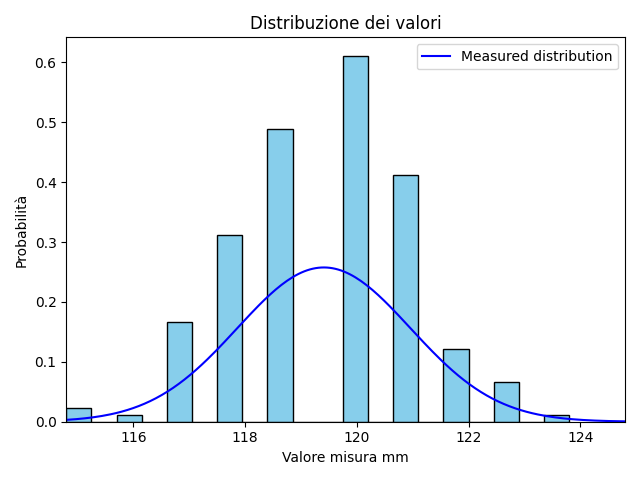 Distribuzione dei valori
Measured distribution
Probabilità
0.6
0.5
0.4
0.3
0.2
0.1
0.0
116 118 120 122 124
Valore misura mm